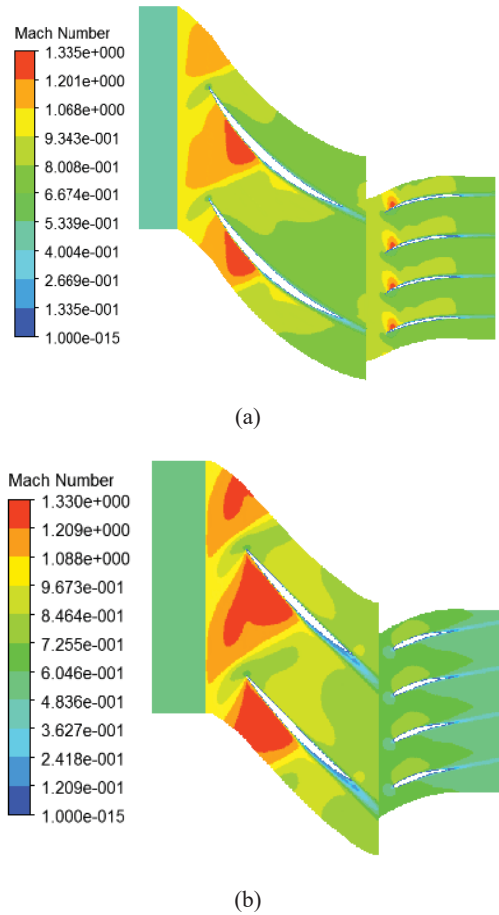 Mach Number
1.335e+000
1.201e+000
1.068e+000
9.343e-001
8.008e-001
6.674e-001
5.339e-001
4.004e-001
2.669e-001
1.335e-001
1.000e-015
(a)
Mach Number
1.330e+000
1.209e+000
1.088e+000
9.673e-001
8.464e-001
7.255e-001
6.046e-001
4.836e-001
3.627e-001
2.418e-001
1.209e-001
1.000e-015
(b)